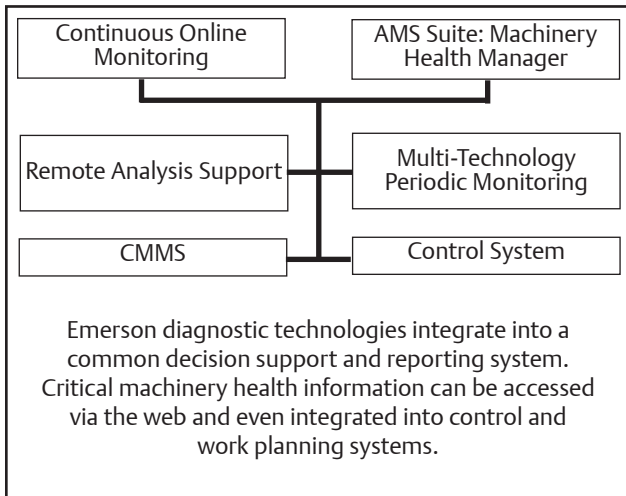 Continuous Online
Monitoring
AMS Suite: Machinery
Health Manager
Remote Analysis Support
Multi-Technology
Periodic Monitoring
CMMS
Control System
Emerson diagnostic technologies integrate into a
common decision support and reporting system.
Critical machinery health information can be accessed
via the web and even integrated into control and
work planning systems.